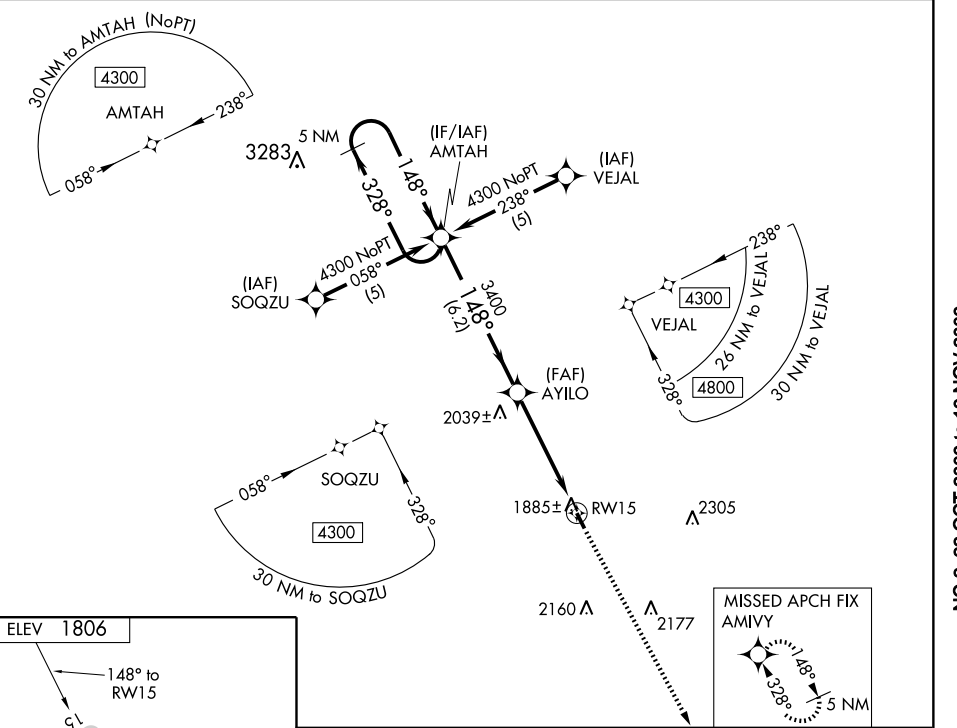 30 NM to AMTAH (NoPT)
4300
AMTAH
238°
058°
3283
5 NM
148°
328°
(IF/IAF)
AMTAH
(IAF)
VEJAL
4300 NoPT
238°
(5)
4300 NoPT
058°
(5)
(IAF)
SOQZU
3400
148°
(6.2)
238°
4300
VEJAL
26 NM to VEJAL
30 NM to VEJAL
328°
4800
(FAF)
AYILO
2039±
058°
SOQZU
328°
4300
30 NM to SOQZU
1885±
RW15
2305
2160
2177
MISSED APCH FIX
AMIVY
148°
328°
5 NM
ELEV 1806
148° to
RW15
15